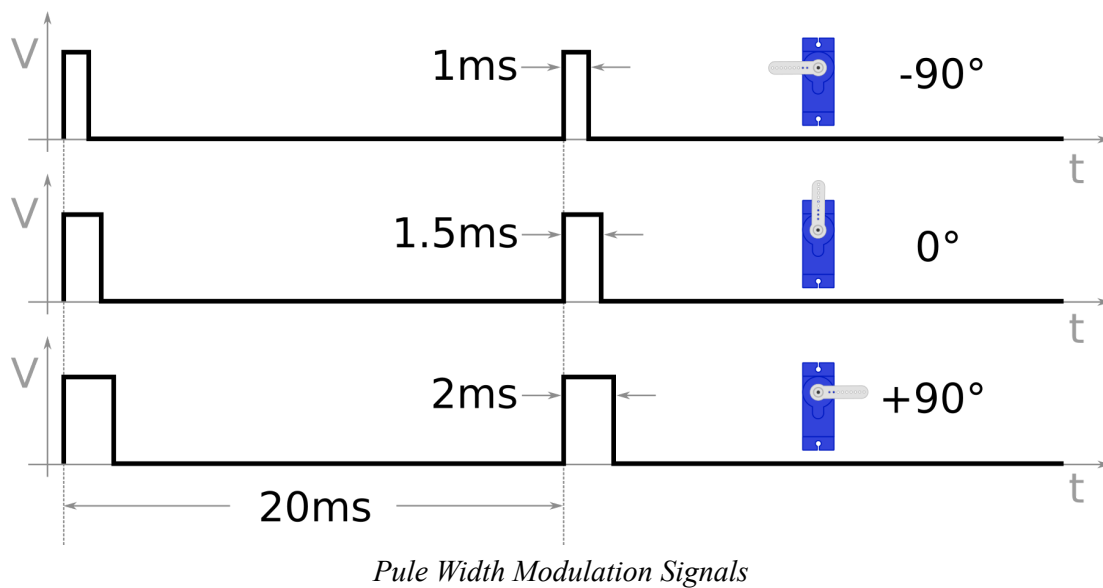 V
1ms
-90°
t
V
1.5ms
0°
t
V
2ms
+90°
t
20ms
Pule Width Modulation Signals